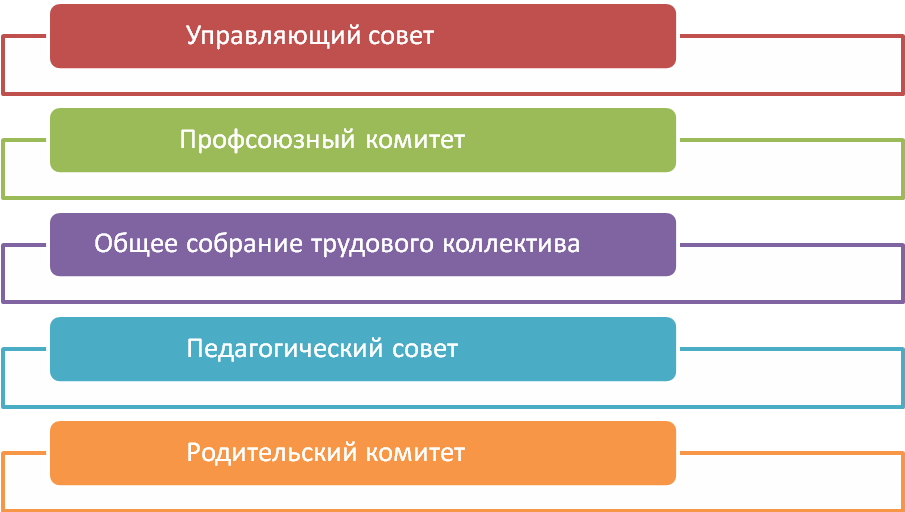 Управляющий совет
Профсоюзный комитет
Общее собрание трудового коллектива
Педагогический совет
Родительский комитет